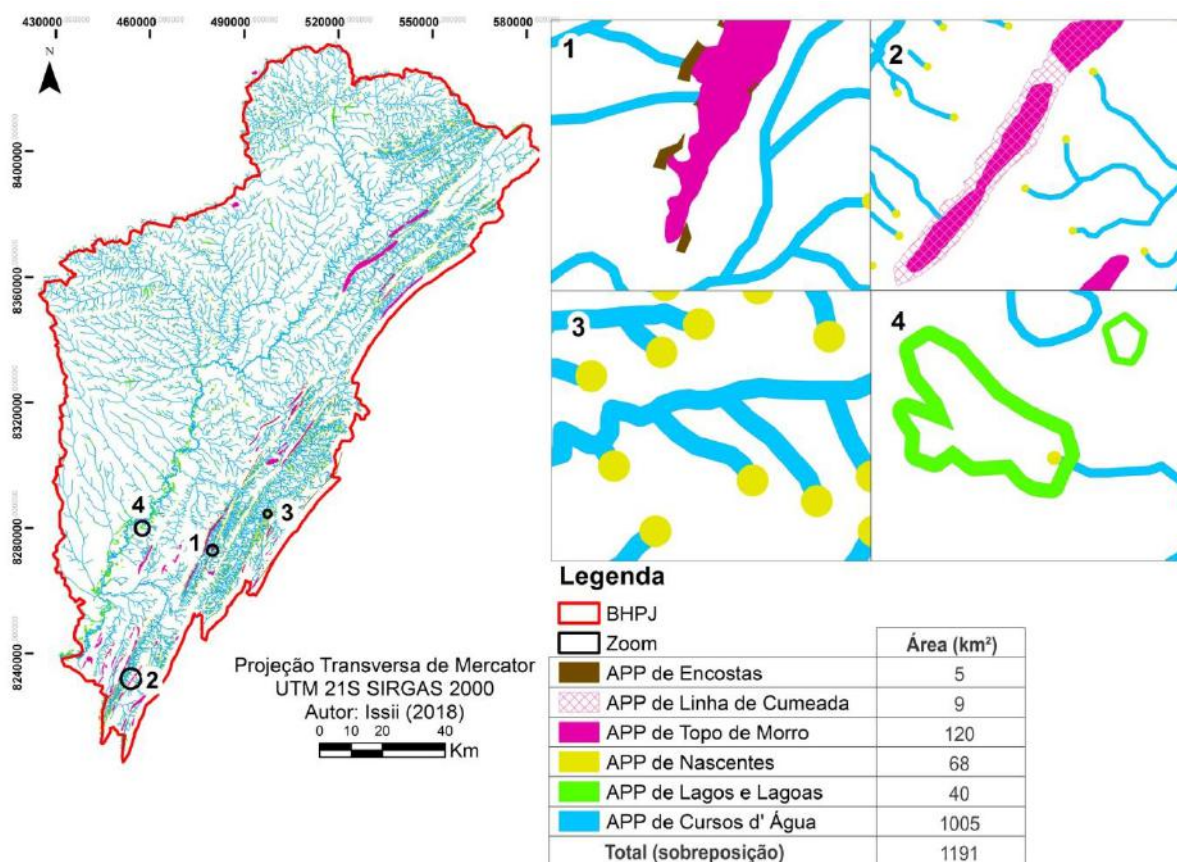 430000 460000 490000 520000 550000 580000
N
8400000
8360000
8320000
8280000
8240000
4
1
3
2
Projeção Transversa de Mercator
UTM 21S SIRGAS 2000
Autor: Issii (2018)
0 10 20 40
Km
1
2
3
4
Legenda
BHPJ
Zoom
Área (km²)
APP de Encostas 5
APP de Linha de Cumeada 9
APP de Topo de Morro 120
APP de Nascentes 68
APP de Lagos e Lagoas 40
APP de Cursos d' Água 1005
Total (sobreposição) 1191